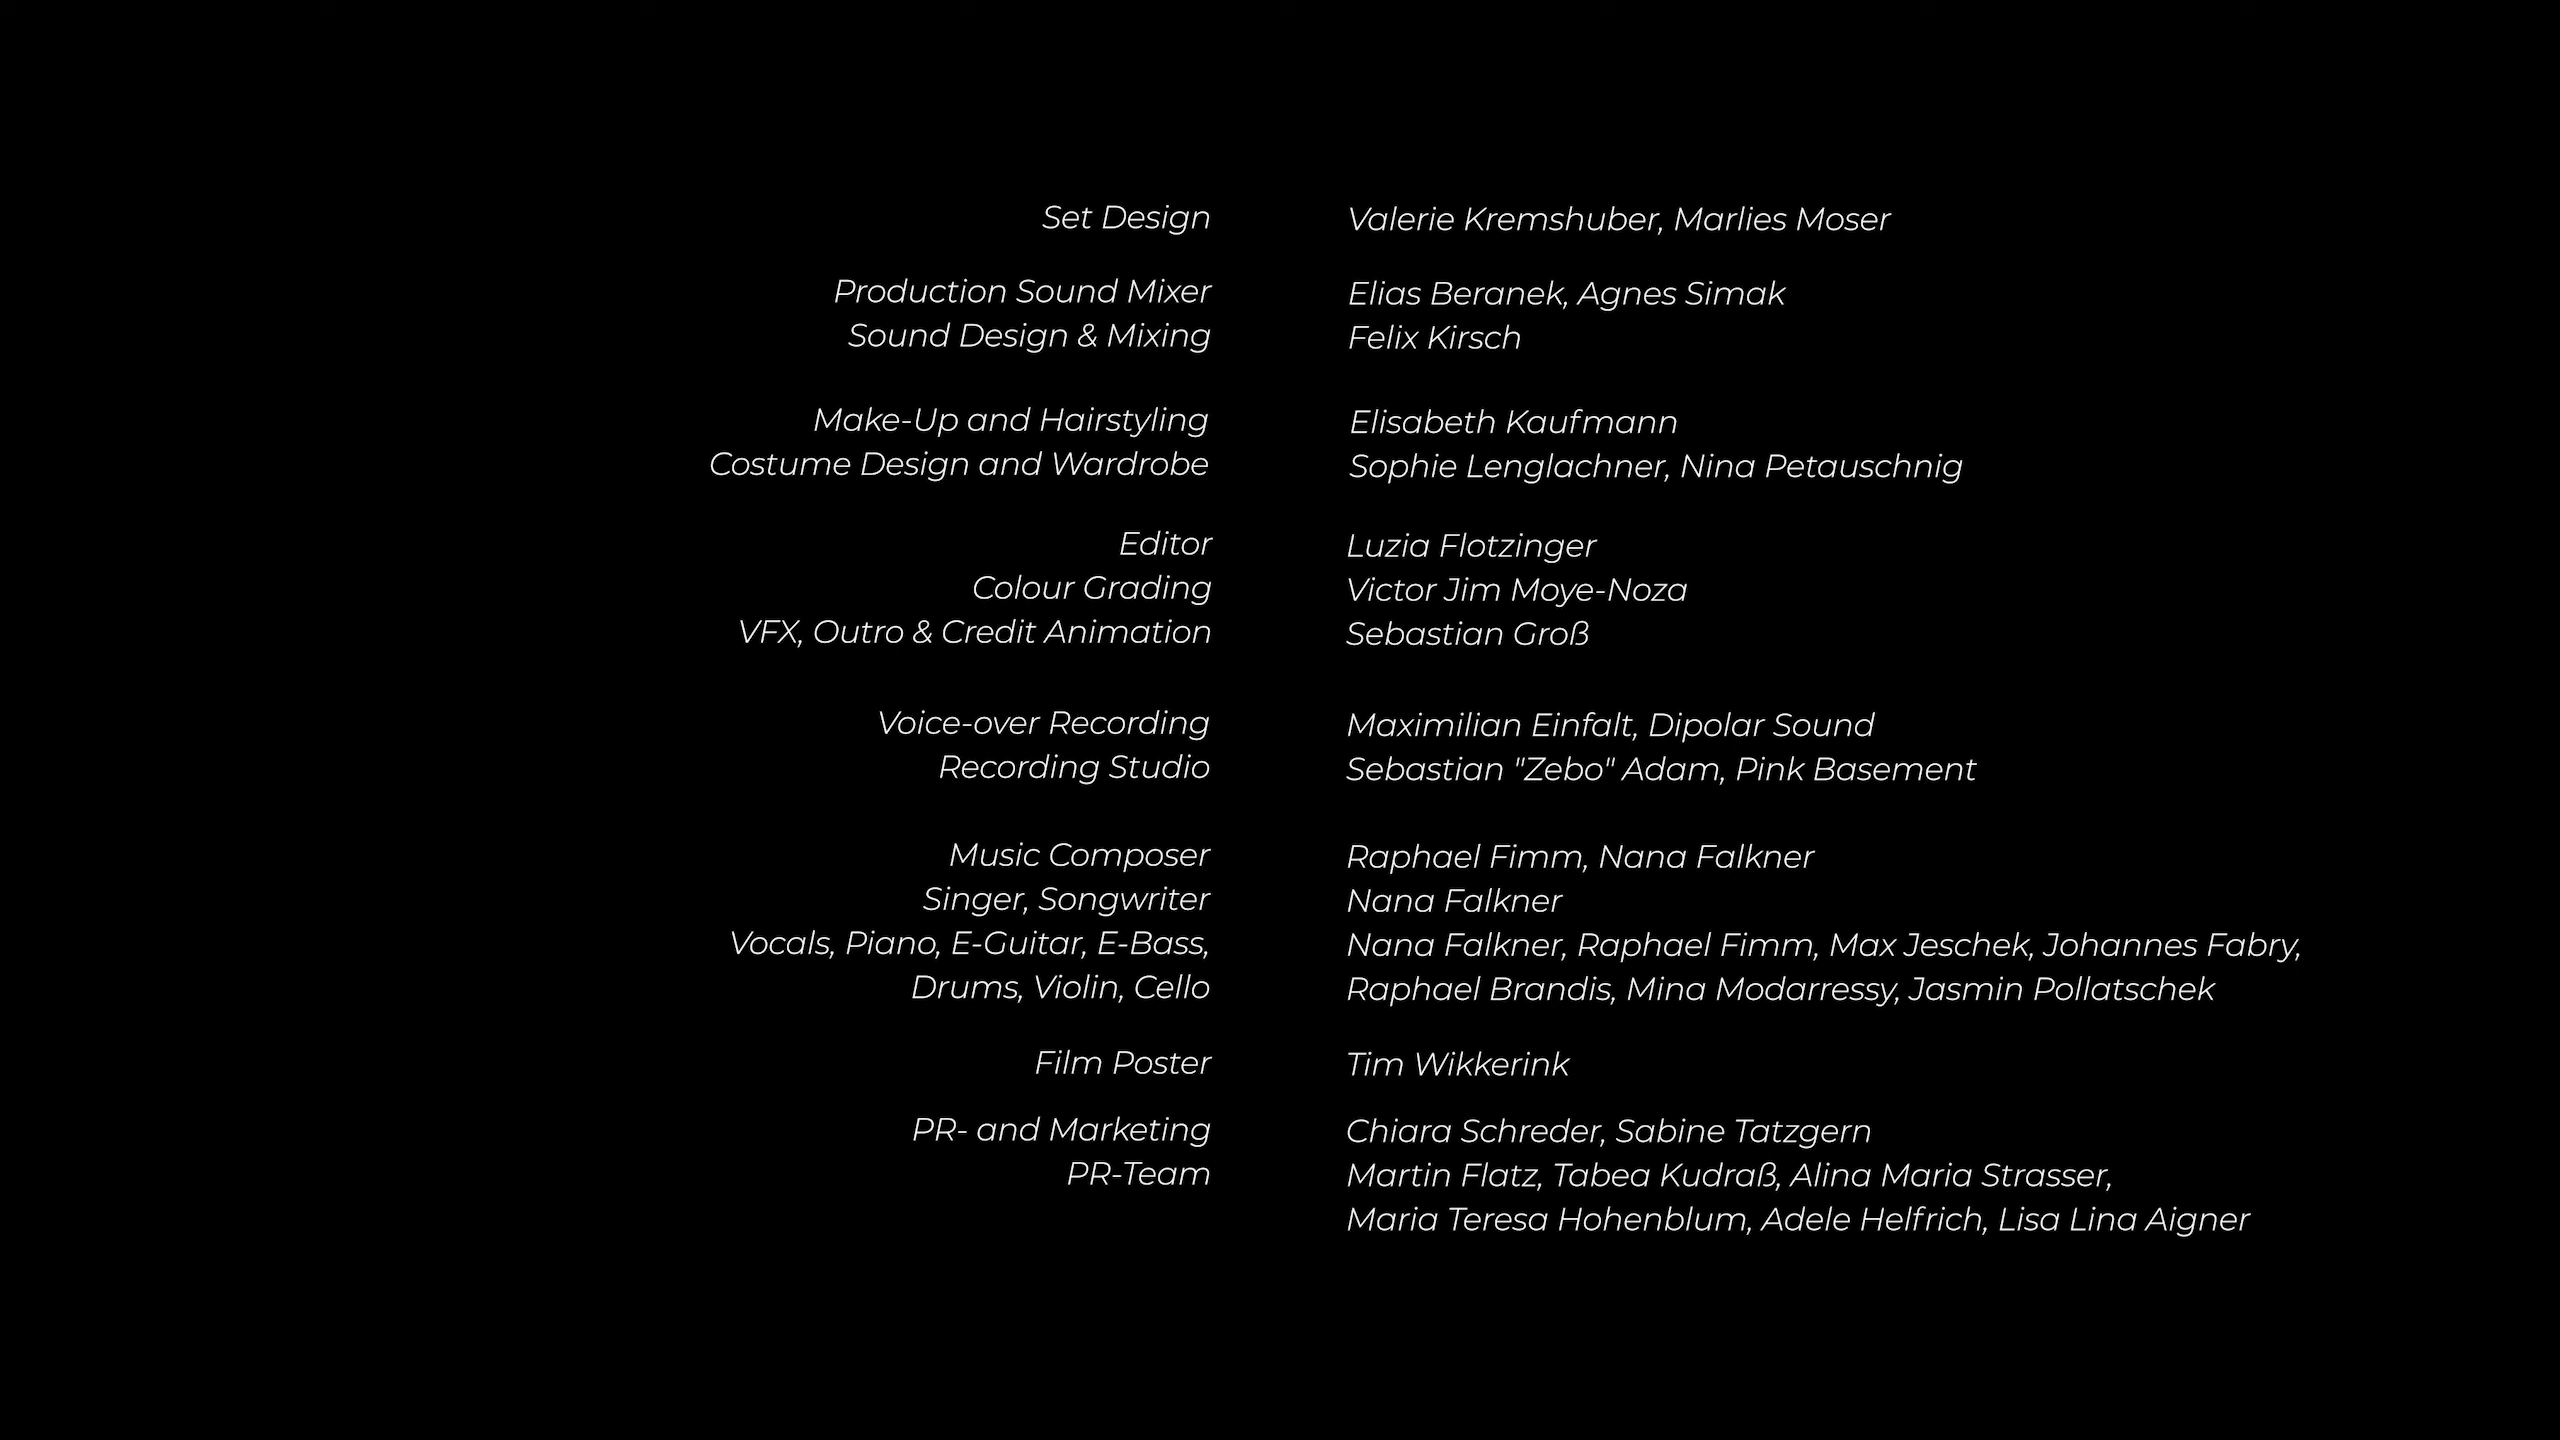 Set Design Valerie Kremshuber, Marlies Moser
Production Sound Mixer Elias Beranek, Agnes Simak
Sound Design & Mixing Felix Kirsch
Make-Up and Hairstyling Elisabeth Kaufmann
Costume Design and Wardrobe Sophie Lenglachner, Nina Petauschnig
Editor Luzia Flotzinger
Colour Grading Victor Jim Moye-Noza
VFX, Outro & Credit Animation Sebastian Groß
Voice-over Recording Maximilian Einfalt, Dipolar Sound
Recording Studio Sebastian "Zebo" Adam, Pink Basement
Music Composer Raphael Fimm, Nana Falkner
Singer, Songwriter Nana Falkner
Vocals, Piano, E-Guitar, E-Bass, Nana Falkner, Raphael Fimm, Max Jeschek, Johannes Fabry,
Drums, Violin, Cello Raphael Brandis, Mina Modarressy, Jasmin Pollatschek
Film Poster Tim Wikkerink
PR- and Marketing Chiara Schreder, Sabine Tatzgern
PR-Team Martin Flatz, Tabea Kudraß, Alina Maria Strasser,
Maria Teresa Hohenblum, Adele Helfrich, Lisa Lina Aigner